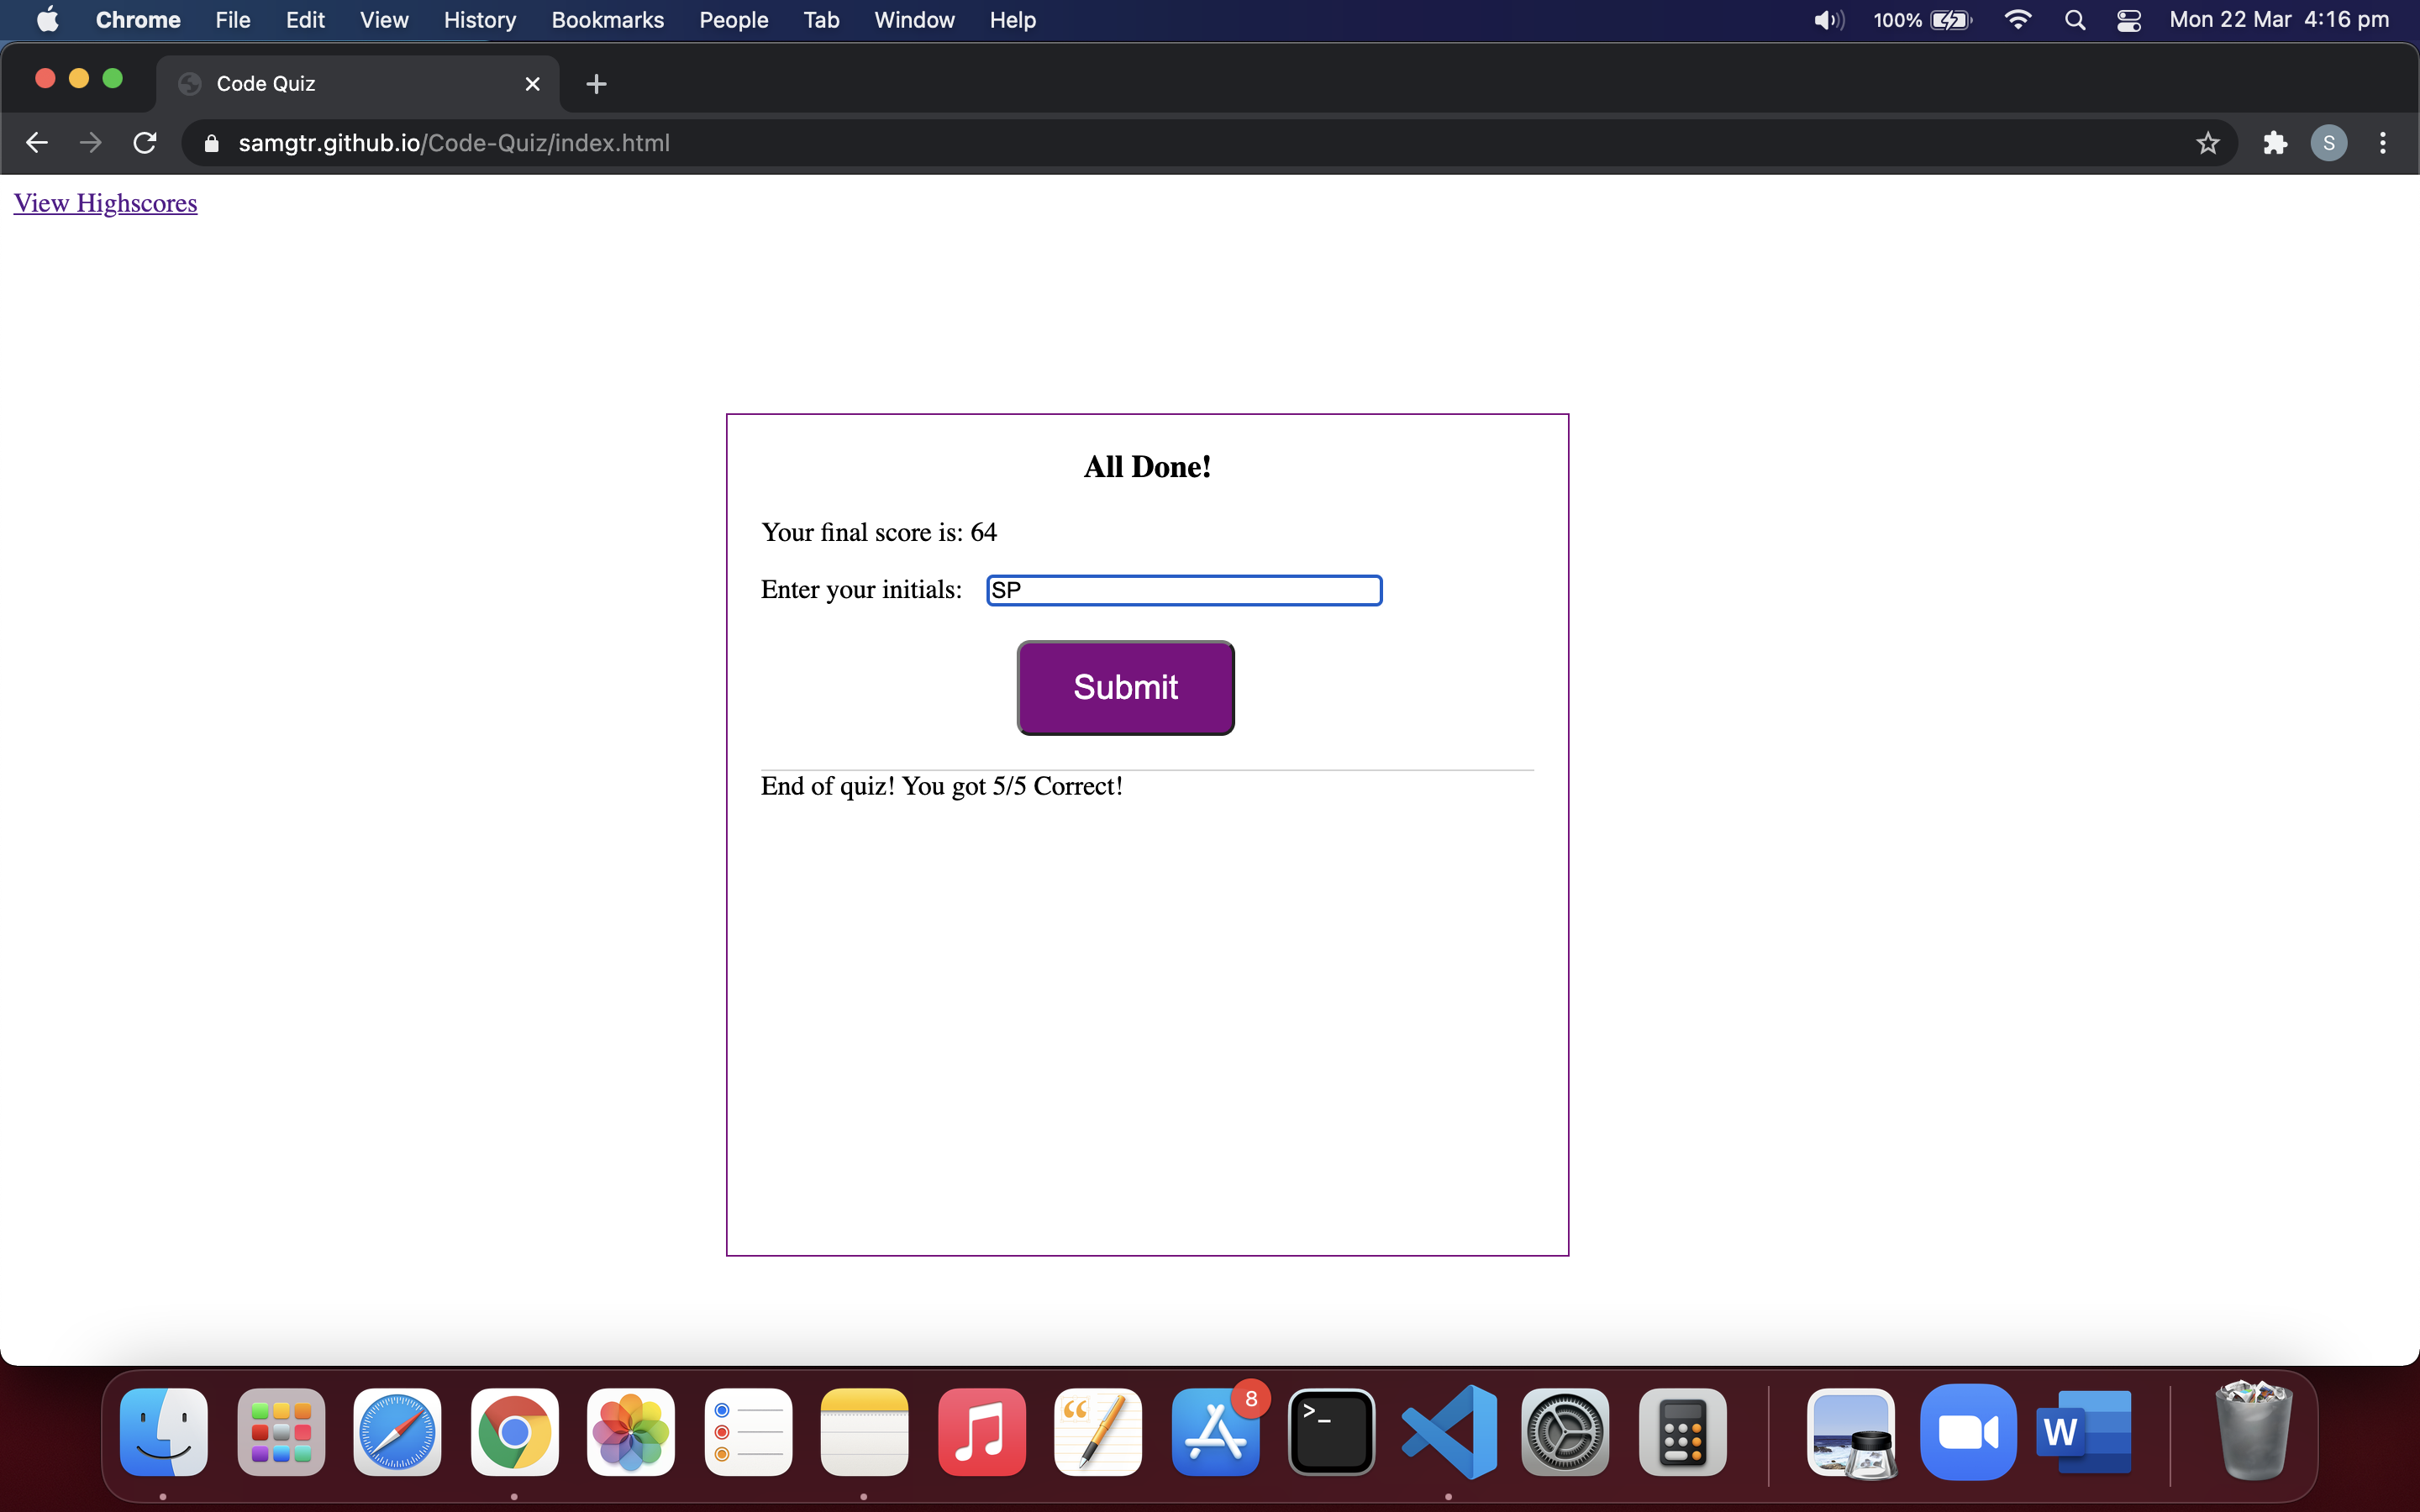 Chrome File Edit View History Bookmarks People Tab Window Help 100% Mon 22 Mar 4:16 pm
Code Quiz
samgtr.github.io/Code-Quiz/index.html S
View Highscores
All Done!
Your final score is: 64
Enter your initials: SP
Submit
End of quiz! You got 5/5 Correct!
8
>_
W